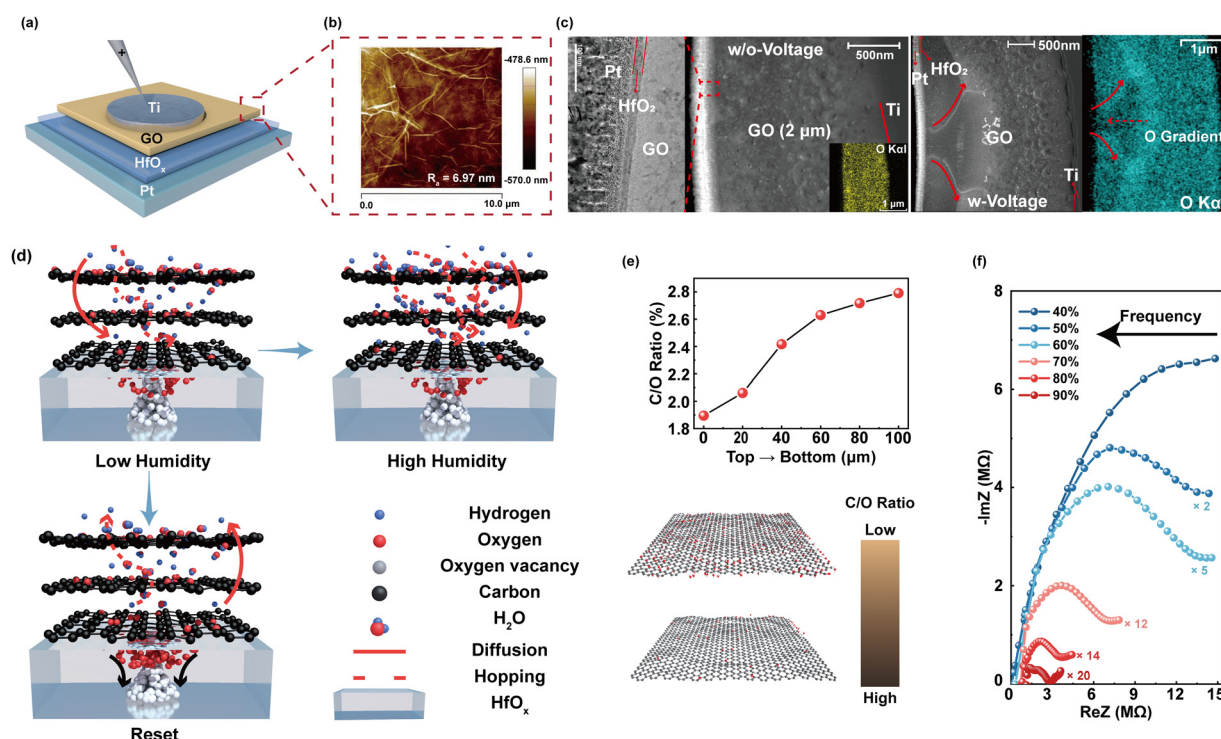 (a)
+
Ti
GO
HfOₓ
Pt
(b)
-478.6 nm
-570.0 nm
Rₐ = 6.97 nm
0.0
10.0 µm
(c)
Pt
HfO₂
GO
w/o-Voltage
500nm
GO (2 µm)
Ti
O Kαl
1 µm
500nm
Pt
HfO₂
GO
Ti
w-Voltage
1µm
O Gradient
O Kα
(d)
Low Humidity
High Humidity
Reset
Hydrogen
Oxygen
Oxygen vacancy
Carbon
H₂O
Diffusion
Hopping
HfOₓ
(e)
C/O Ratio (%)
2.8
2.6
2.4
2.2
2.0
1.8
0 20 40 60 80 100
Top → Bottom (µm)
C/O Ratio
Low
High
(f)
-ImZ (MΩ)
-8
-6
-4
-2
0
40%
50%
60%
70%
80%
90%
Frequency
× 2
× 5
× 12
× 14
× 20
0 3 6 9 12 15
ReZ (MΩ)